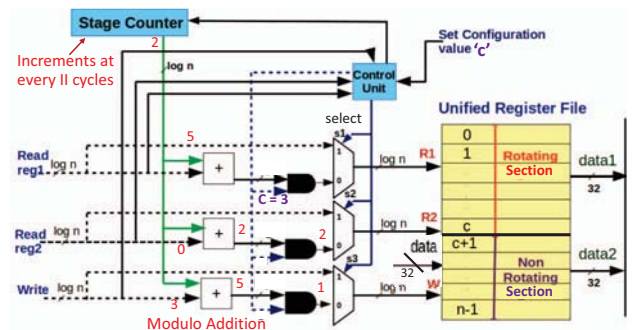 Stage Counter
2
Increments at
every II cycles
log n
Set Configuration
value 'c'
Control
Unit
select
Unified Register File
5
s1
1
0
Read
reg1
log n
+
log n
R1
0
1
Rotating
Section
data1
32
C = 3
s2
1
0
Read
reg2
log n
0
+
2
2
log n
R2
c
c+1
data
32
data2
32
s3
1
0
Write
log n
3
+
5
1
log n
W
Non
Rotating
Section
n-1
Modulo Addition